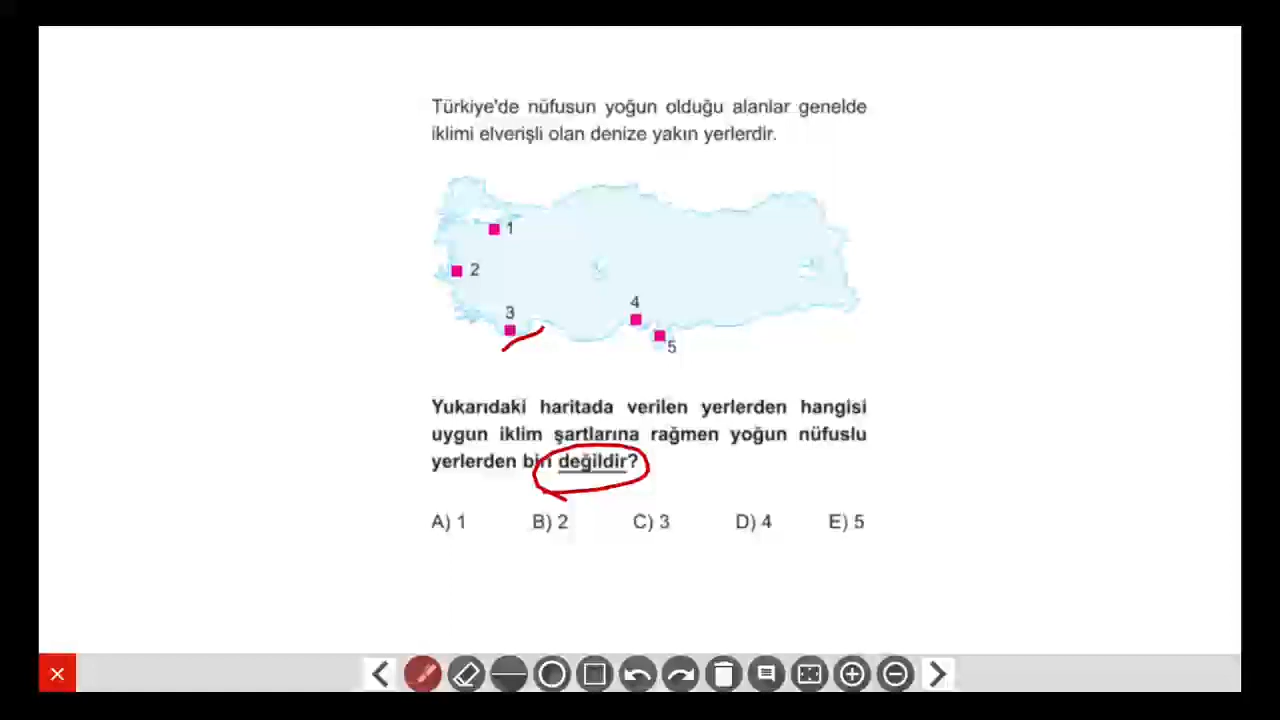 Türkiye'de nüfusun yoğun olduğu alanlar genelde
iklimi elverişli olan denize yakın yerlerdir.
1
2
3
4
5
Yukarıdaki haritada verilen yerlerden hangisi
uygun iklim şartlarına rağmen yoğun nüfuslu
yerlerden biri değildir?
A) 1 B) 2 C) 3 D) 4 E) 5